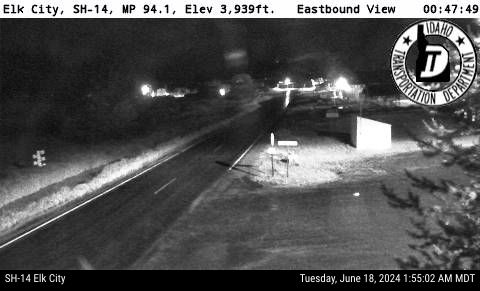 Elk City, SH-14, MP 94.1, Elev 3,939ft. Eastbound View 00:47:49
IDAHO
TRANSPORTATION DEPARTMENT
SH-14 Elk City Tuesday, June 18, 2024 1:55:02 AM MDT